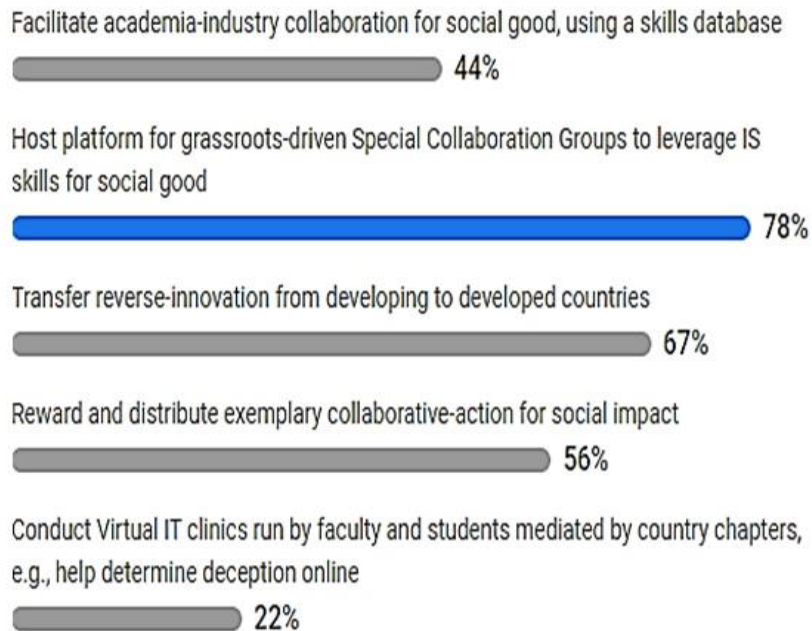 Facilitate academia-industry collaboration for social good, using a skills database
44%
Host platform for grassroots-driven Special Collaboration Groups to leverage IS
skills for social good
78%
Transfer reverse-innovation from developing to developed countries
67%
Reward and distribute exemplary collaborative-action for social impact
56%
Conduct Virtual IT clinics run by faculty and students mediated by country chapters,
e.g., help determine deception online
22%